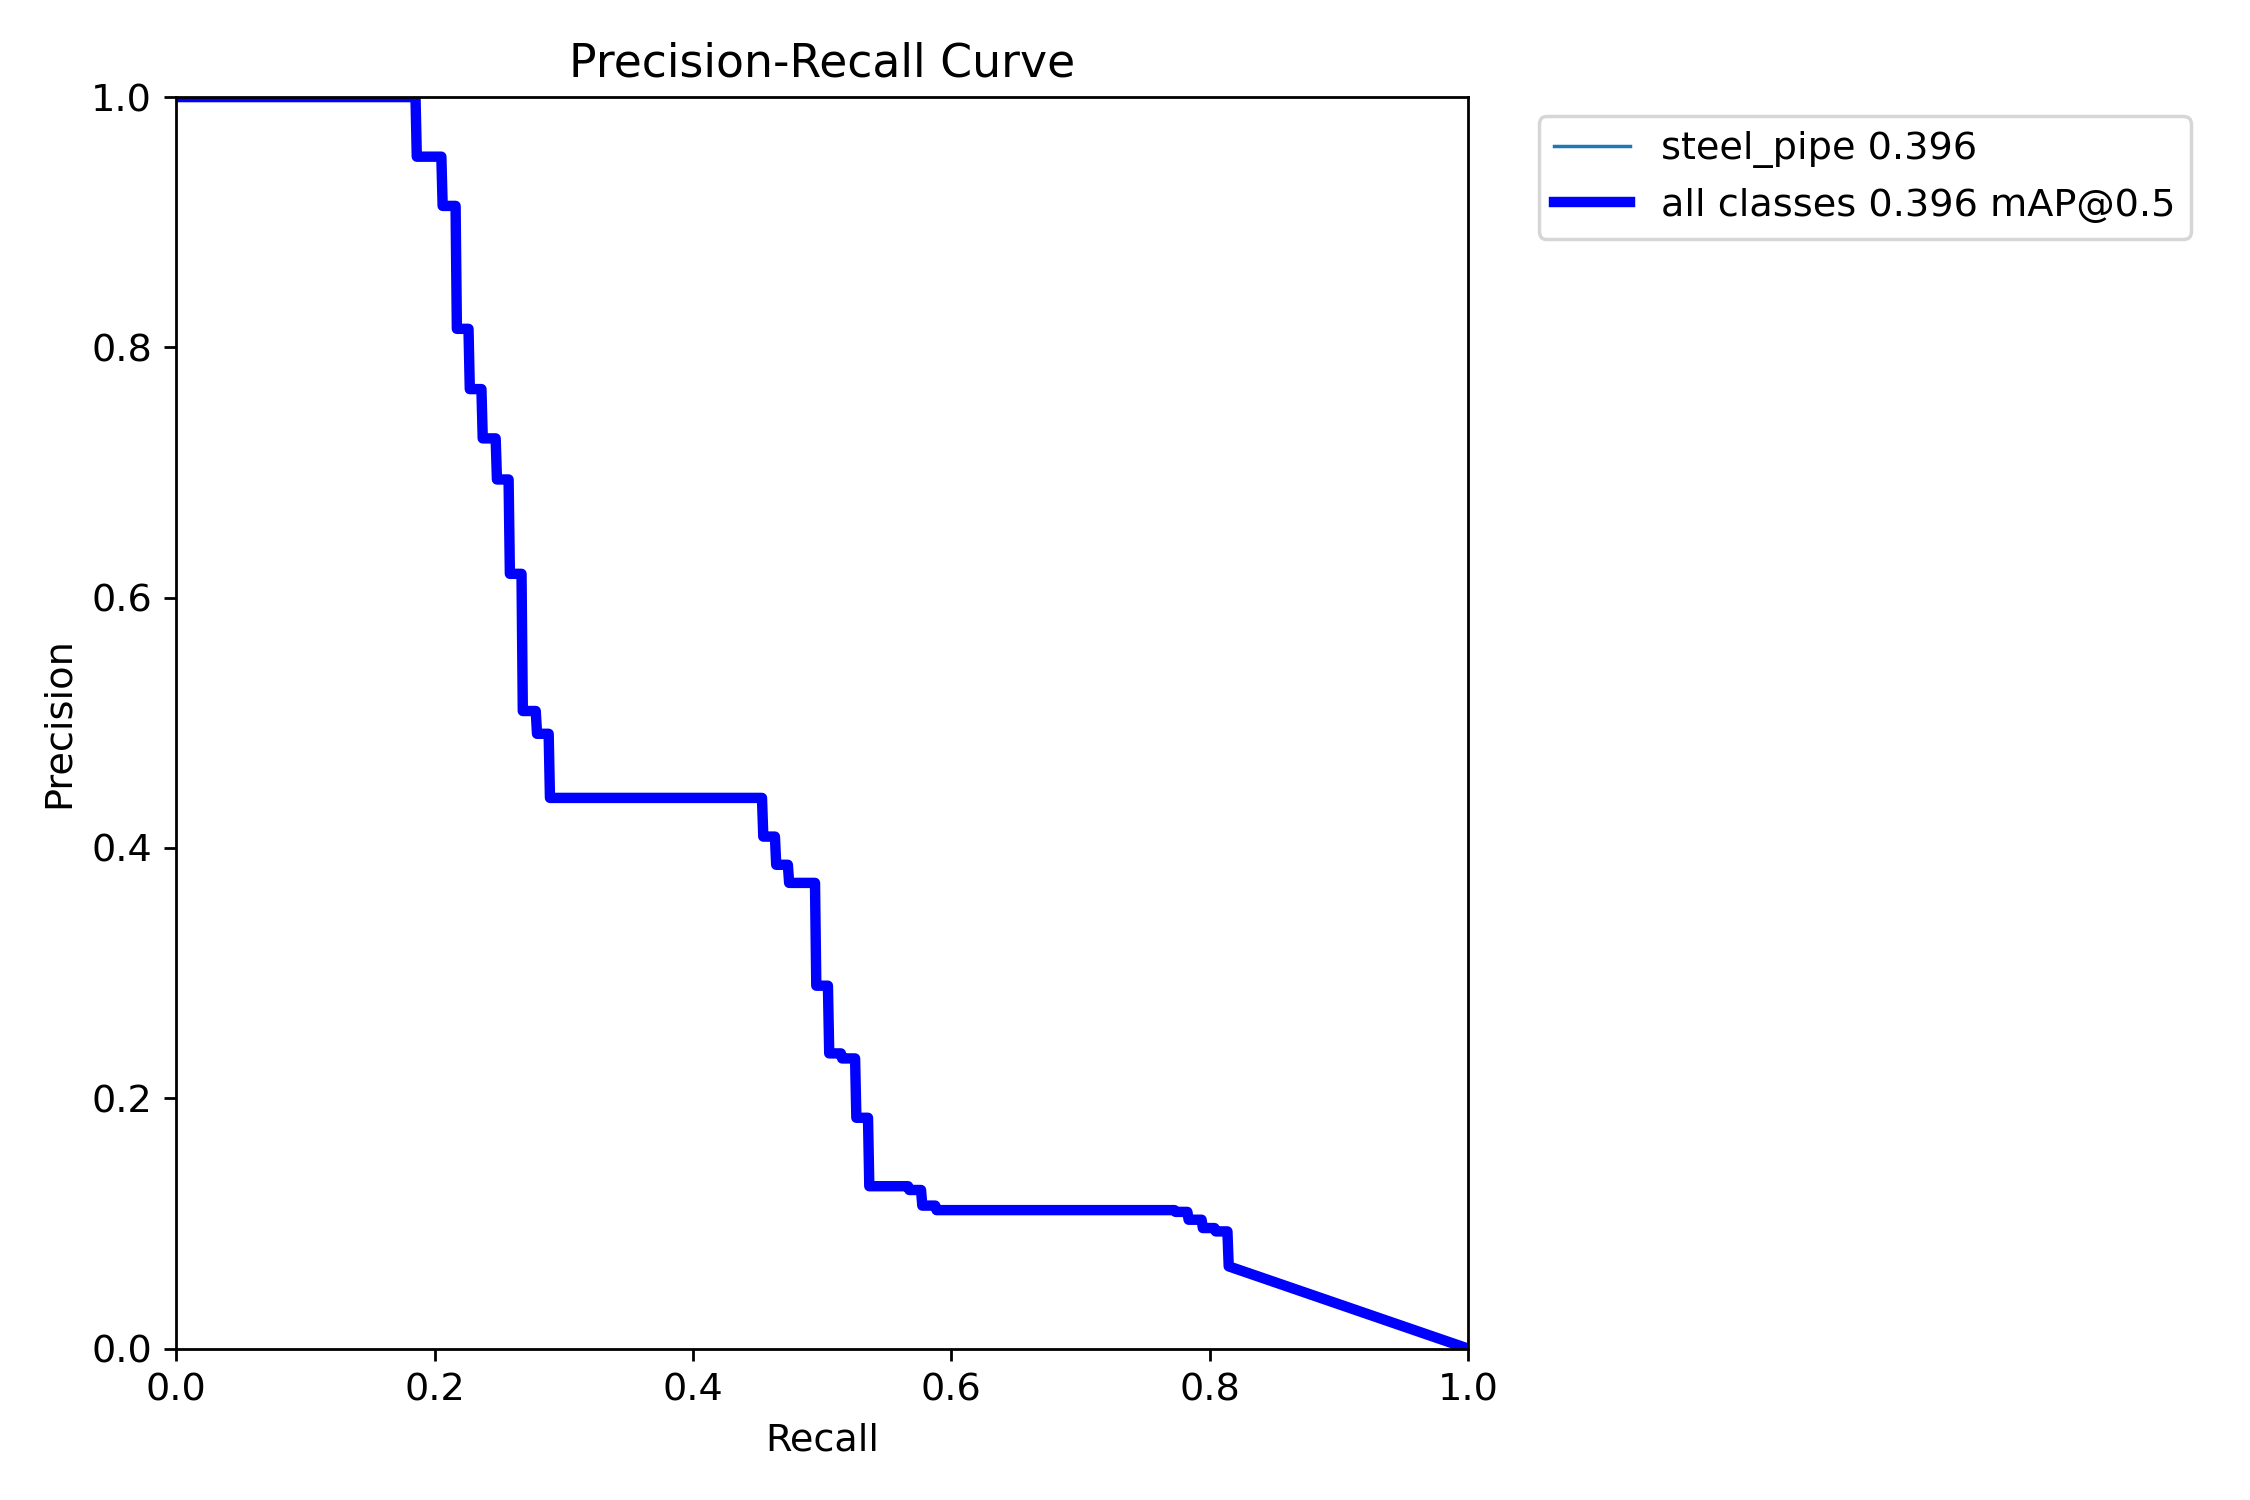 Precision-Recall Curve
steel_pipe 0.396
all classes 0.396 mAP@0.5
1.0
0.8
0.6
0.4
0.2
0.0
Precision
0.0 0.2 0.4 0.6 0.8 1.0
Recall